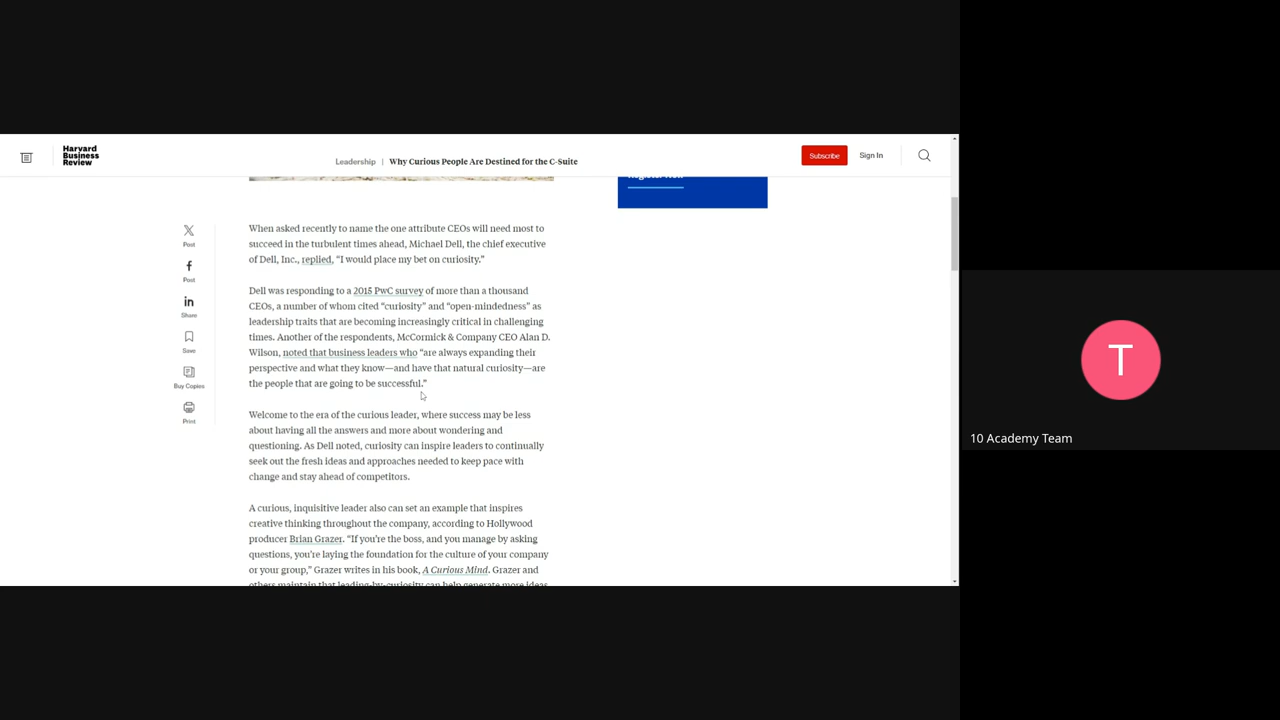 Harvard
Business
Review
Leadership | Why Curious People Are Destined for the C-Suite
Subscribe
Sign In
When asked recently to name the one attribute CEOs will need most to
succeed in the turbulent times ahead, Michael Dell, the chief executive
of Dell, Inc., replied, “I would place my bet on curiosity.”
Dell was responding to a 2015 PwC survey of more than a thousand
CEOs, a number of whom cited “curiosity” and “open-mindedness” as
leadership traits that are becoming increasingly critical in challenging
times. Another of the respondents, McCormick & Company CEO Alan D.
Wilson, noted that business leaders who “are always expanding their
perspective and what they know—and have that natural curiosity—are
the people that are going to be successful.”
Welcome to the era of the curious leader, where success may be less
about having all the answers and more about wondering and
questioning. As Dell noted, curiosity can inspire leaders to continually
seek out the fresh ideas and approaches needed to keep pace with
change and stay ahead of competitors.
A curious, inquisitive leader also can set an example that inspires
creative thinking throughout the company, according to Hollywood
producer Brian Grazer. “If you’re the boss, and you manage by asking
questions, you’re laying the foundation for the culture of your company
or your group,” Grazer writes in his book, A Curious Mind. Grazer and
others maintain that leading-by-curiosity can help generate more ideas
Post
Post
Share
Save
Buy Copies
Print
T
10 Academy Team